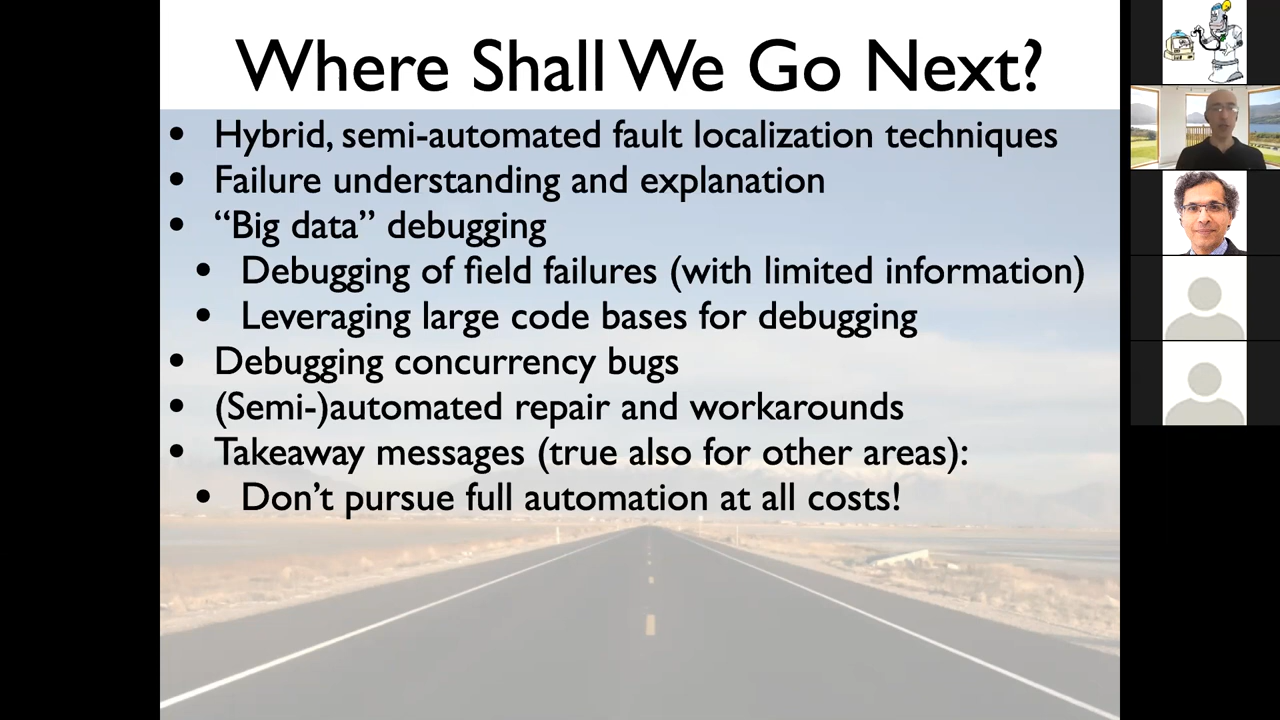 Where Shall We Go Next?
• Hybrid, semi-automated fault localization techniques
• Failure understanding and explanation
• “Big data” debugging
• Debugging of field failures (with limited information)
• Leveraging large code bases for debugging
• Debugging concurrency bugs
• (Semi-)automated repair and workarounds
• Takeaway messages (true also for other areas):
• Don’t pursue full automation at all costs!